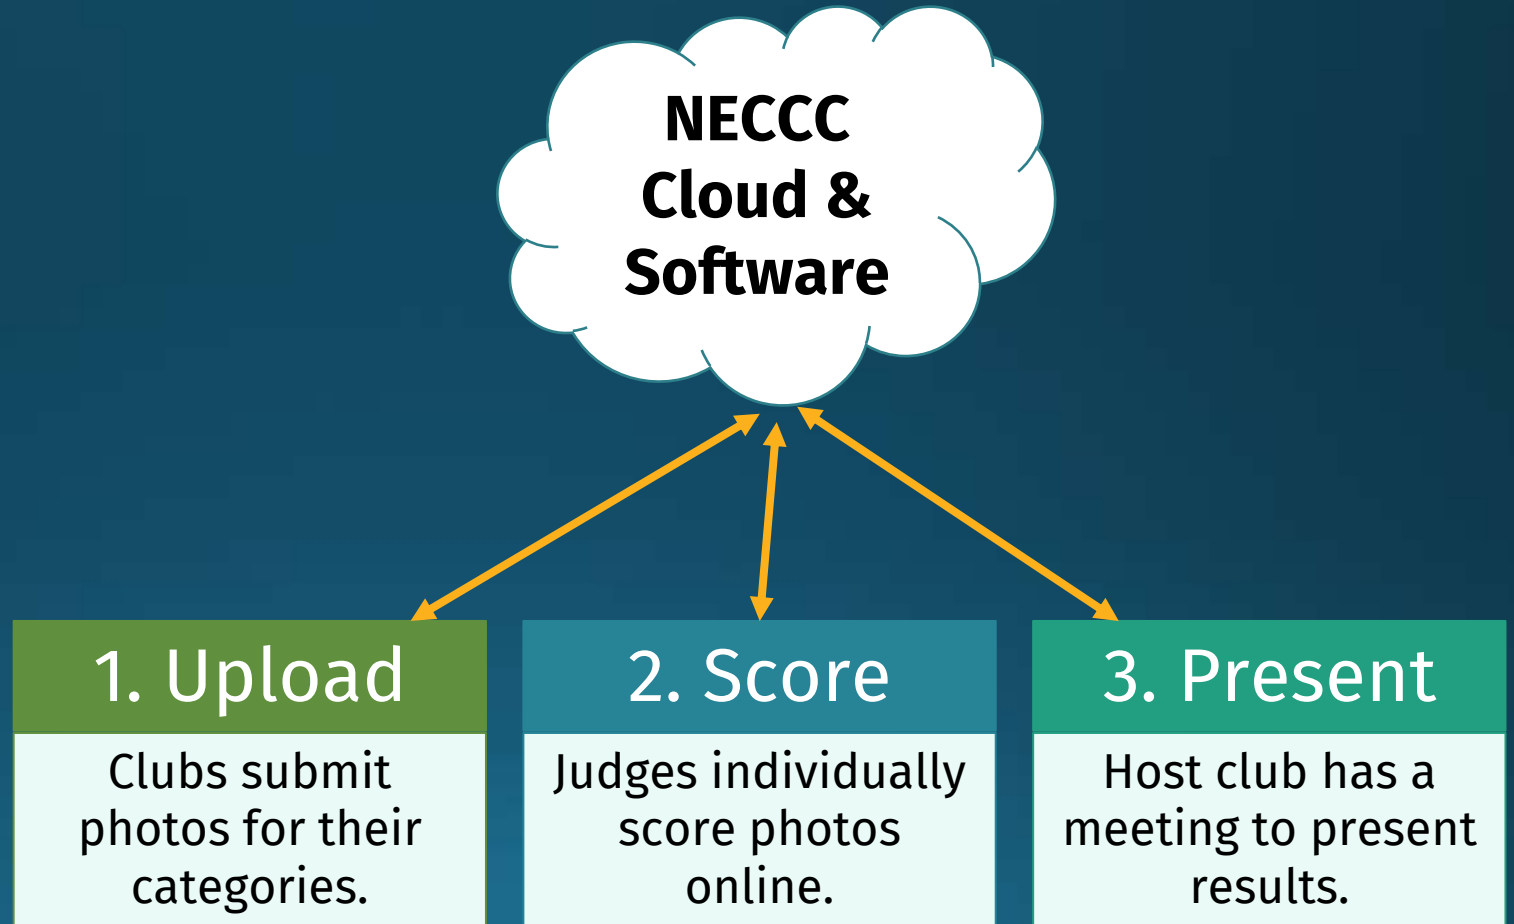 NECCC
Cloud &
Software
1. Upload
Clubs submit
photos for their
categories.
2. Score
Judges individually
score photos
online.
3. Present
Host club has a
meeting to present
results.